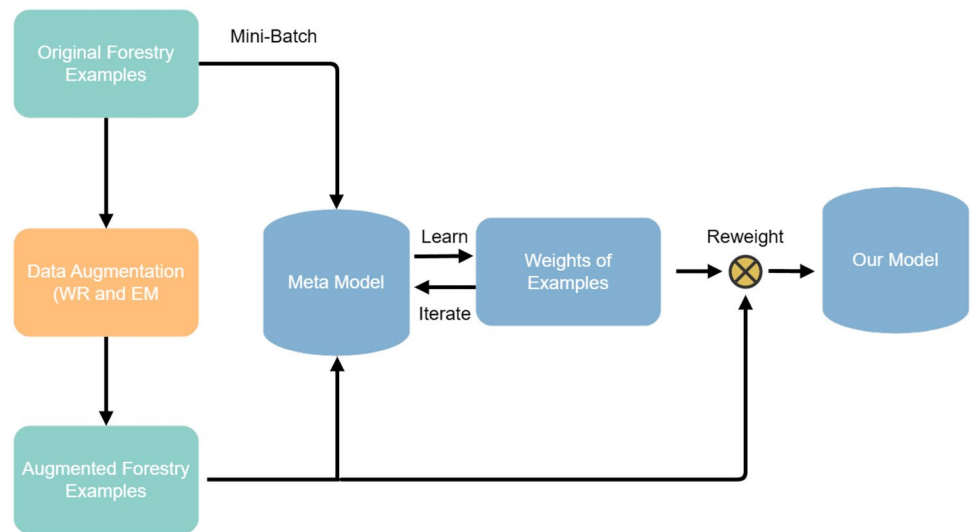 Mini-Batch
Original Forestry
Examples
Data Augmentation
(WR and EM
Meta Model
Learn
Iterate
Weights of
Examples
Reweight
Our Model
Augmented Forestry
Examples